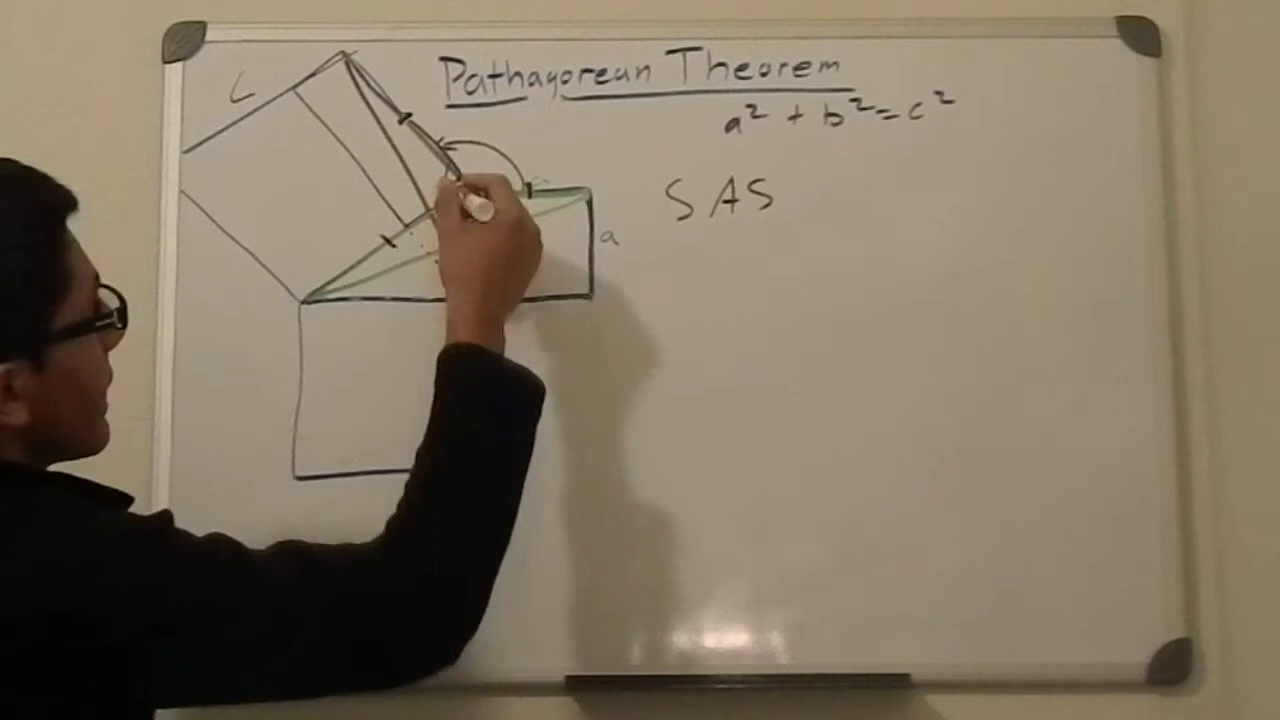 Pathagorean Theorem
a² + b² = c²
C
SAS
a